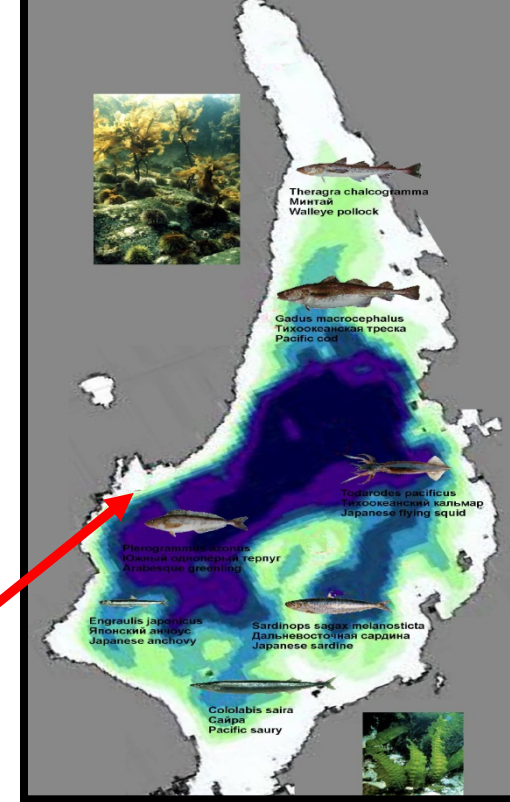 Theragra chalcogramma
Минтай
Walleye pollock
Gadus macrocephalus
Тихоокеанская треска
Pacific cod
Todarodes pacificus
Тихоокеанский кальмар
Japanese flying squid
Plerogrammus azonus
Южный одноперый терпуг
Arabesque greenling
Engraulis japonicus
Японский анчоус
Japanese anchovy
Sardinops sagax melanosticta
Дальневосточная сардина
Japanese sardine
Cololabis saira
Сайра
Pacific saury